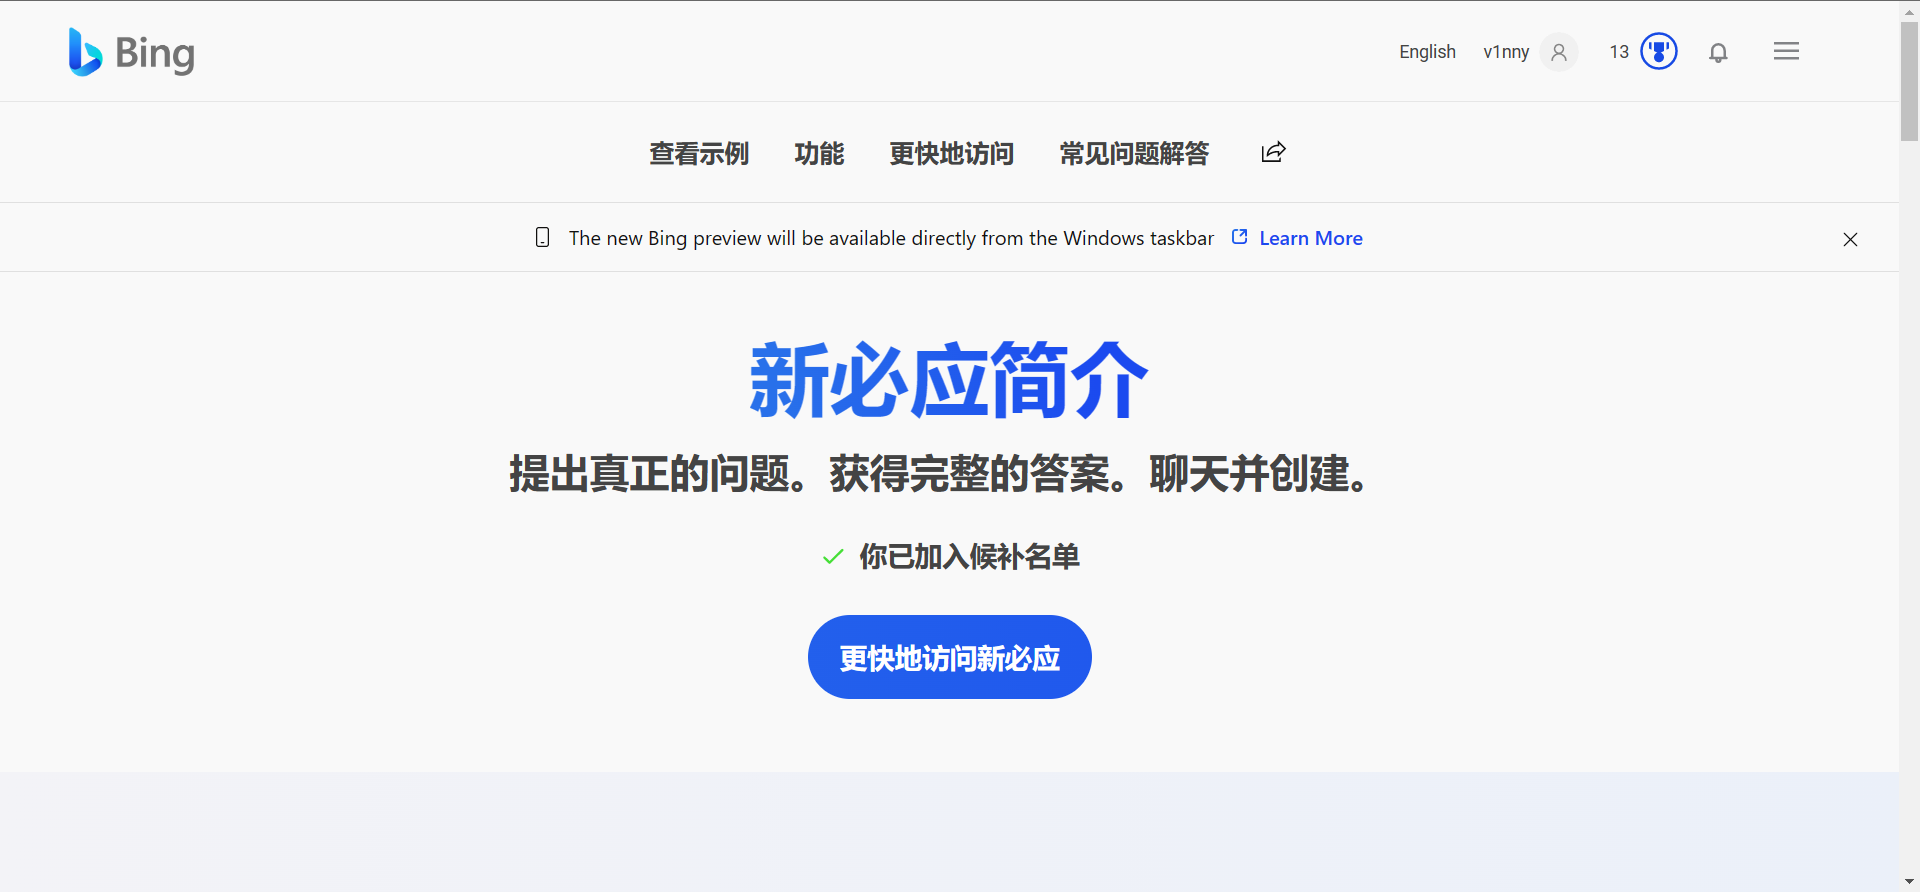 Bing
English v1nny 13
查看示例 功能 更快地访问 常见问题解答
The new Bing preview will be available directly from the Windows taskbar Learn More
新必应简介
提出真正的问题。获得完整的答案。聊天并创建。
你已加入候补名单
更快地访问新必应